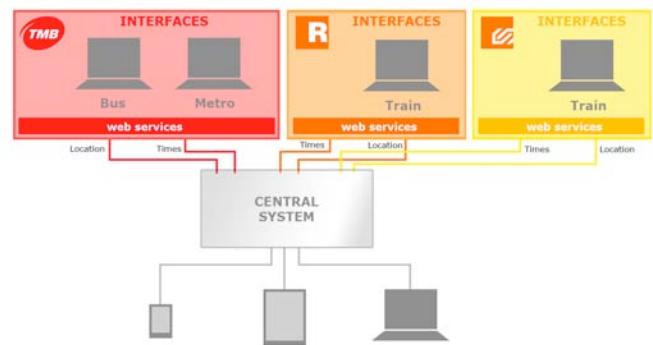 TMB
INTERFACES
Bus Metro
web services
R
INTERFACES
Train
web services
INTERFACES
Train
web services
Location Times
Times Location
Times Location
CENTRAL
SYSTEM